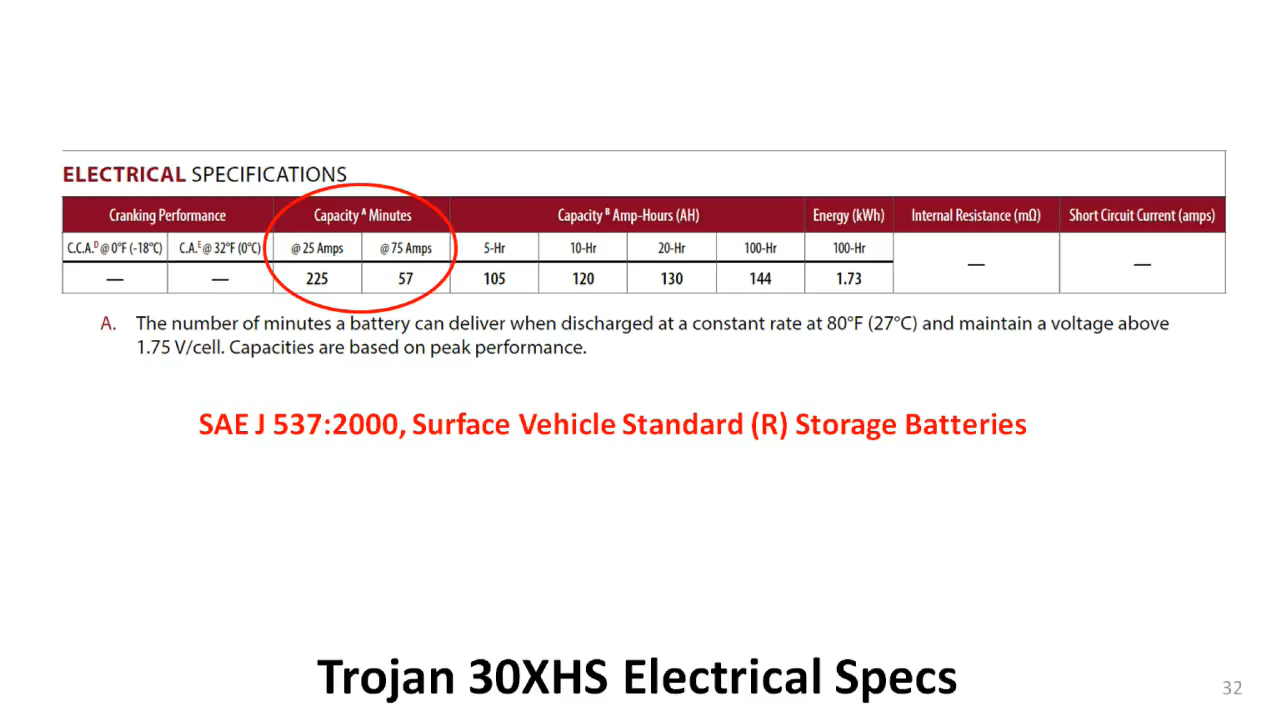 ELECTRICAL SPECIFICATIONS
Cranking Performance Capacity A Minutes Capacity B Amp-Hours (AH) Energy (kWh) Internal Resistance (mΩ) Short Circuit Current (amps)
C.C.A.D @ 0°F (-18°C) C.A.E @ 32°F (0°C) @ 25 Amps @ 75 Amps 5-Hr 10-Hr 20-Hr 100-Hr 100-Hr — —
— — 225 57 105 120 130 144 1.73
A. The number of minutes a battery can deliver when discharged at a constant rate at 80°F (27°C) and maintain a voltage above
1.75 V/cell. Capacities are based on peak performance.
SAE J 537:2000, Surface Vehicle Standard (R) Storage Batteries
Trojan 30XHS Electrical Specs
32